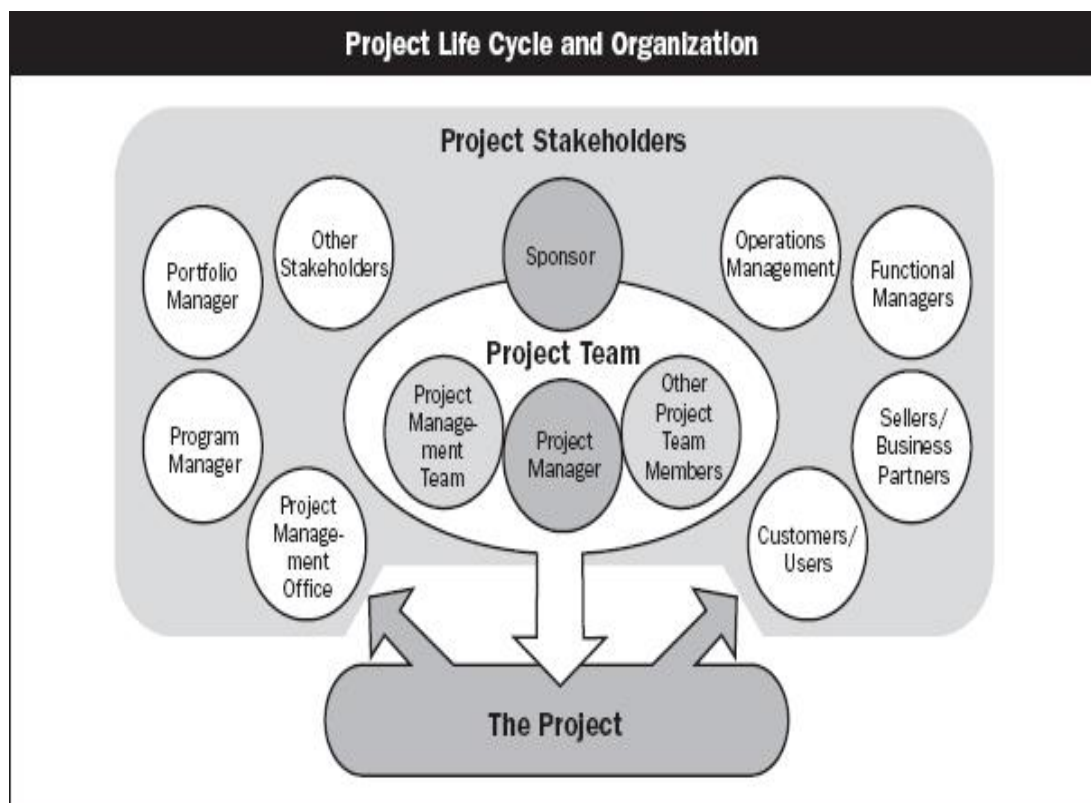 Project Life Cycle and Organization
Project Stakeholders
Portfolio
Manager
Other
Stakeholders
Sponsor
Operations
Management
Functional
Managers
Project Team
Project
Manage-
ment
Team
Project
Manager
Other
Project
Team
Members
Program
Manager
Sellers/
Business
Partners
Project
Manage-
ment
Office
Customers/
Users
The Project